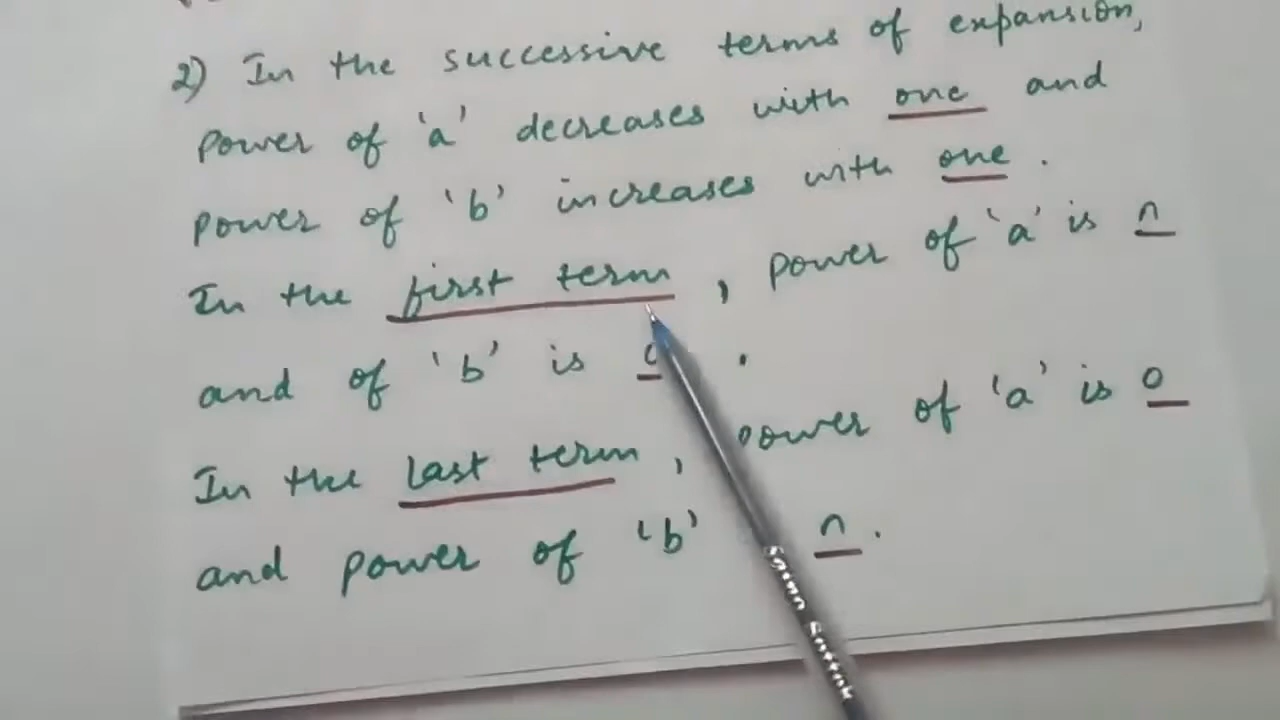 2) In the successive terms of expansion,
power of 'a' decreases with one and
power of 'b' increases with one.
In the first term, power of 'a' is n
and of 'b' is 0.
In the last term, power of 'a' is 0
and power of 'b' n.